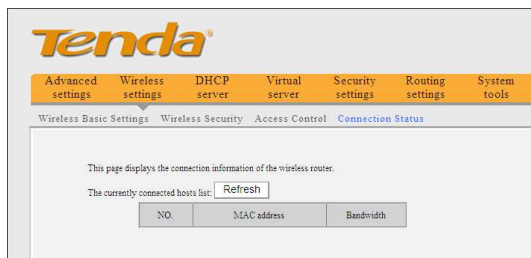 Tenda
Advanced settings Wireless settings DHCP server Virtual server Security settings Routing settings System tools
Wireless Basic Settings Wireless Security Access Control Connection Status
This page displays the connection information of the wireless router.
The currently connected hosts list: Refresh
NO. MAC address Bandwidth